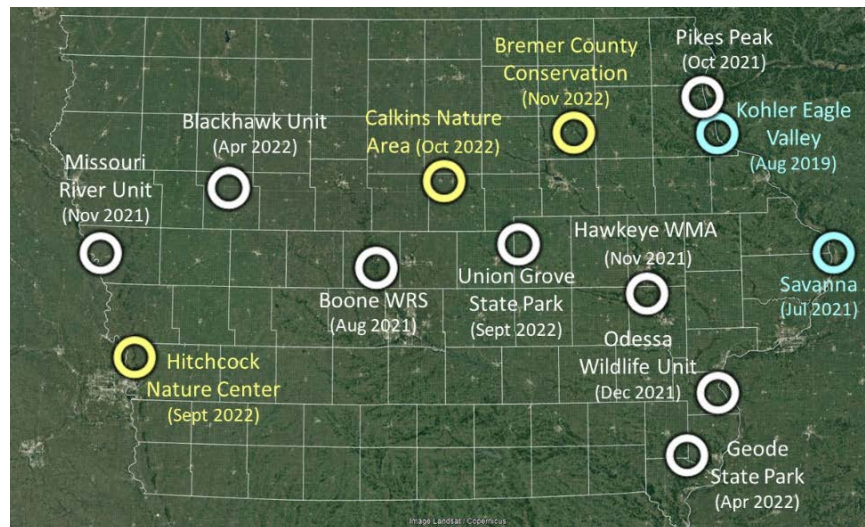 Bremer County
Conservation
(Nov 2022)
Pikes Peak
(Oct 2021)
Kohler Eagle
Valley
(Aug 2019)
Blackhawk Unit
(Apr 2022)
Calkins Nature
Area (Oct 2022)
Missouri
River Unit
(Nov 2021)
Hawkeye WMA
(Nov 2021)
Boone WRS
(Aug 2021)
Union Grove
State Park
(Sept 2022)
Savanna
(Jul 2021)
Hitchcock
Nature Center
(Sept 2022)
Odessa
Wildlife Unit
(Dec 2021)
Geode
State Park
(Apr 2022)
Image Landsat / Copernicus